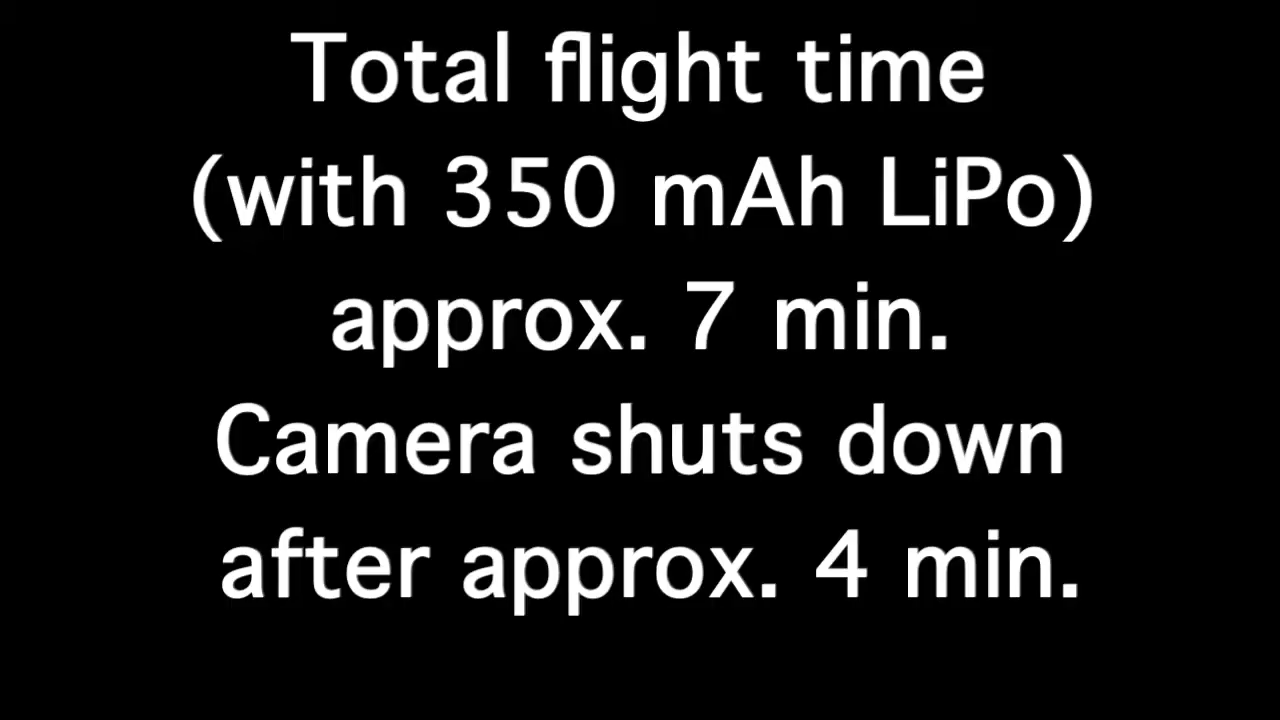 Total flight time
(with 350 mAh LiPo)
approx. 7 min.
Camera shuts down
after approx. 4 min.